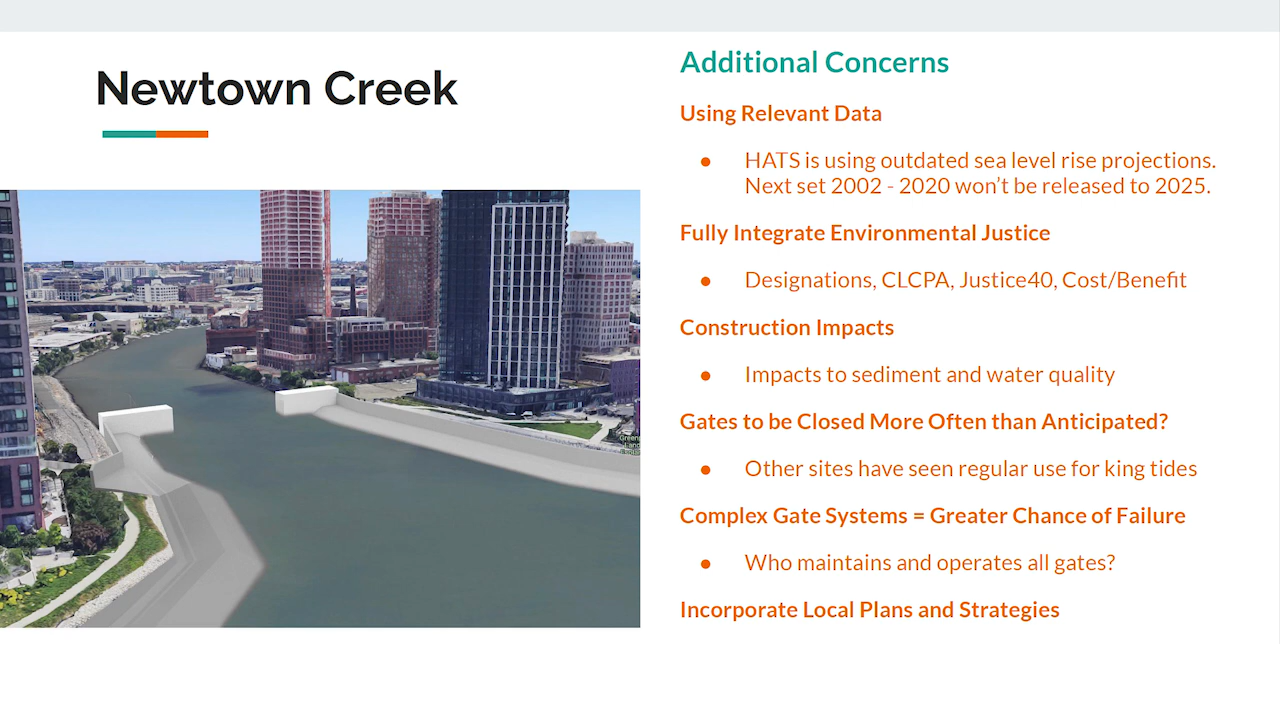 Newtown Creek
Additional Concerns
Using Relevant Data
● HATS is using outdated sea level rise projections.
Next set 2002 - 2020 won't be released to 2025.
Fully Integrate Environmental Justice
● Designations, CLCPA, Justice40, Cost/Benefit
Construction Impacts
● Impacts to sediment and water quality
Gates to be Closed More Often than Anticipated?
● Other sites have seen regular use for king tides
Complex Gate Systems = Greater Chance of Failure
● Who maintains and operates all gates?
Incorporate Local Plans and Strategies